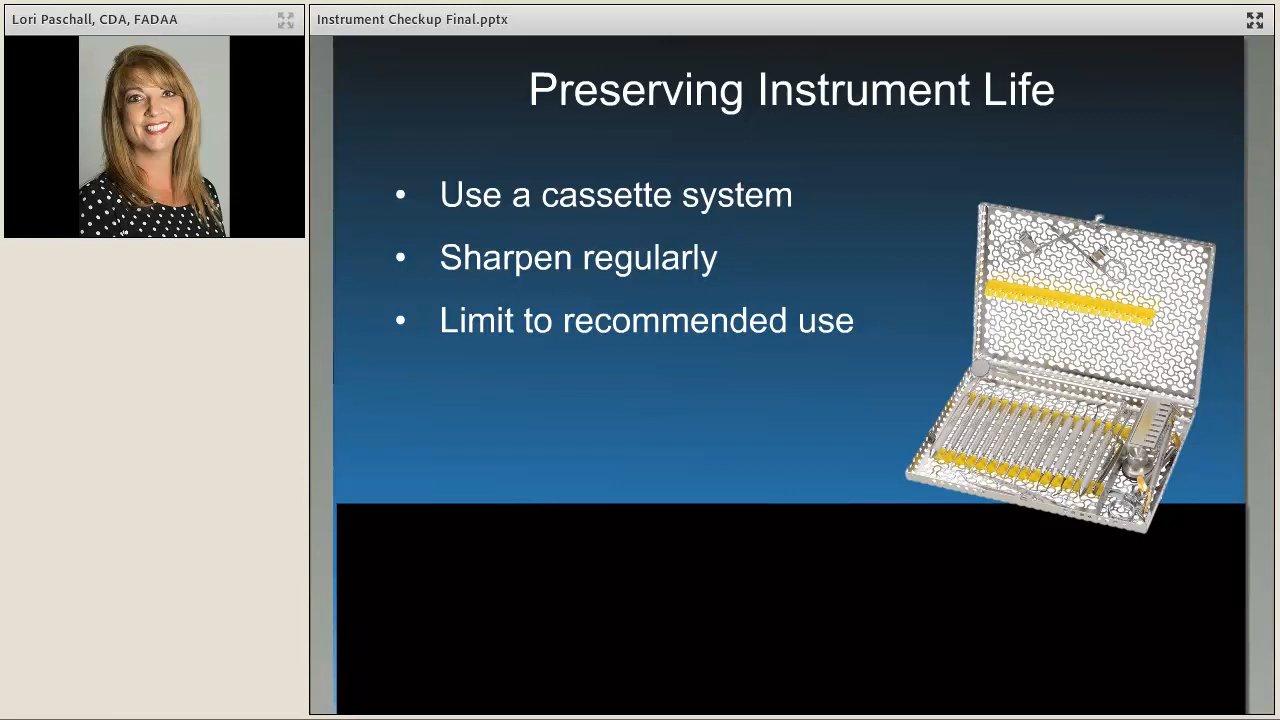 Lori Paschall, CDA, FADAA
Instrument Checkup Final.pptx
Preserving Instrument Life
• Use a cassette system
• Sharpen regularly
• Limit to recommended use